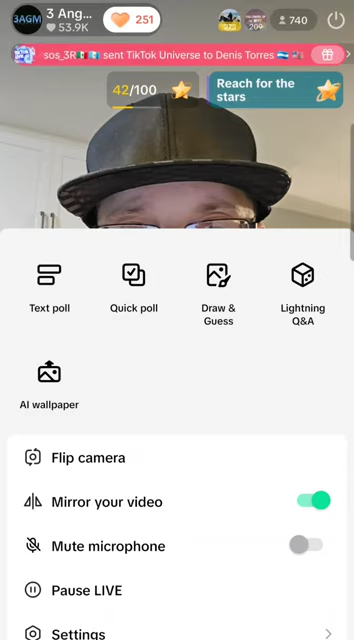 3AGM
3 Ang...
53.9K
251
740
sos_3R🇲🇽🇬🇹 sent TikTok Universe to Denis Torres 🇭🇳
42/100
Reach for the
stars
Text poll
Quick poll
Draw &
Guess
Lightning
Q&A
AI wallpaper
Flip camera
Mirror your video
Mute microphone
Pause LIVE
Settings